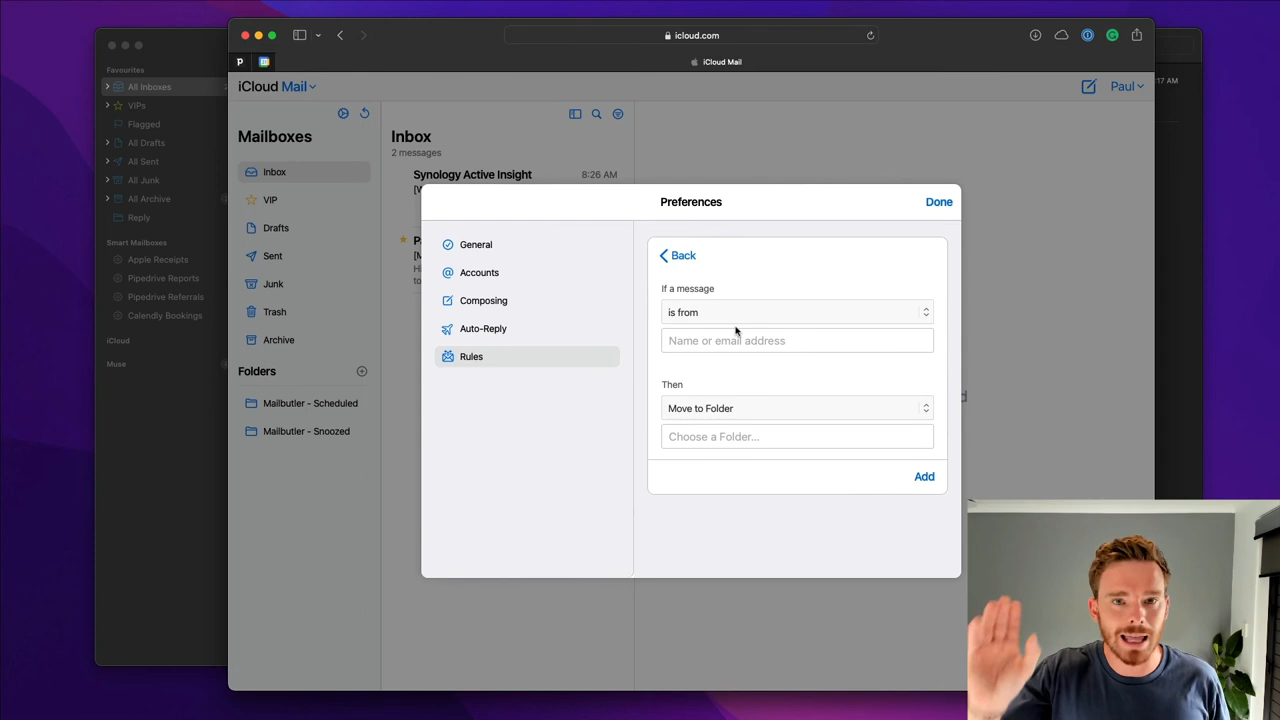 Favourites
All Inboxes
VIPs
Flagged
All Drafts
All Sent
All Junk
All Archive
Reply
Smart Mailboxes
Apple Receipts
Pipedrive Reports
Pipedrive Referrals
Calendly Bookings
iCloud
Muse
icloud.com
P
iCloud Mail
:17 AM
iCloud Mail
Paul
Mailboxes
Inbox
VIP
Drafts
Sent
Junk
Trash
Archive
Folders
Mailbutler - Scheduled
Mailbutler - Snoozed
Inbox
2 messages
Synology Active Insight
8:26 AM
Preferences
Done
General
Accounts
Composing
Auto-Reply
Rules
Back
If a message
is from
Name or email address
Then
Move to Folder
Choose a Folder...
Add